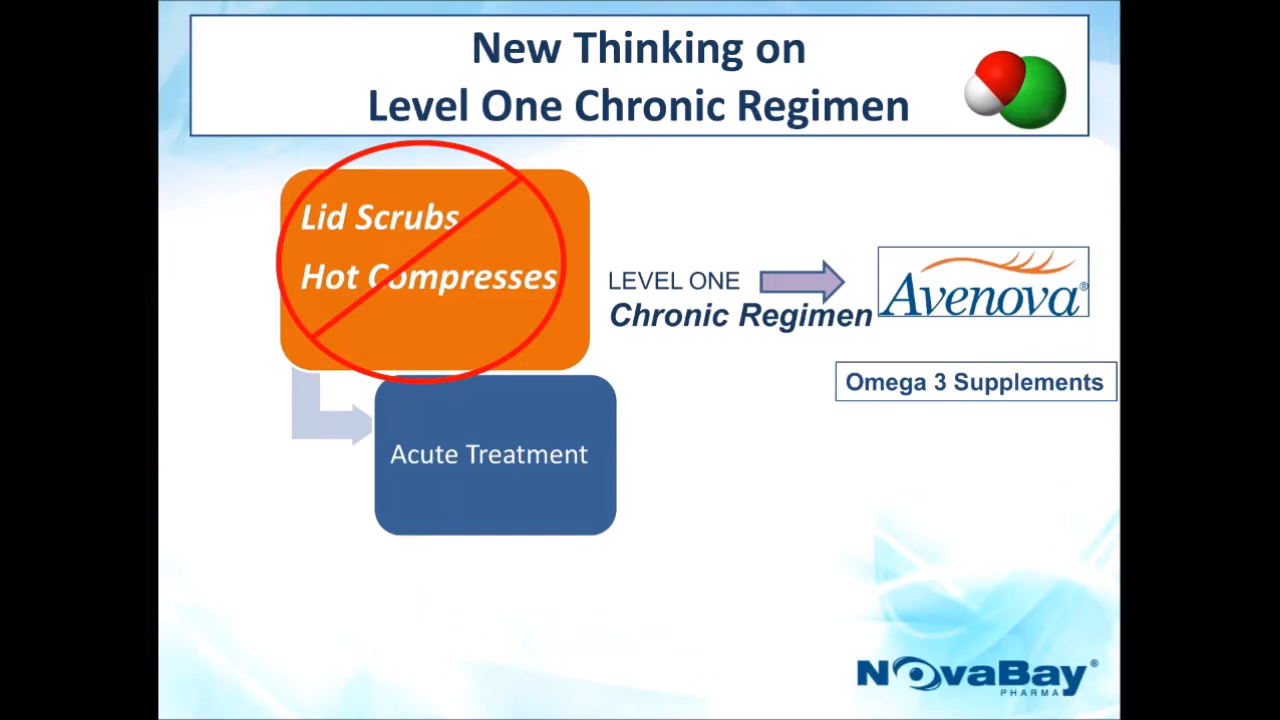 New Thinking on
Level One Chronic Regimen
Lid Scrubs
Hot Compresses
LEVEL ONE
Chronic Regimen
Avenova®
Omega 3 Supplements
Acute Treatment
NovaBay®
PHARMA